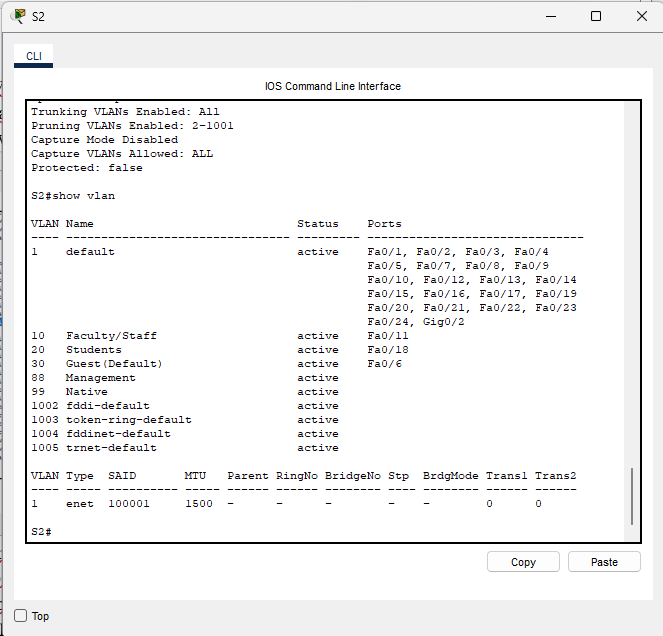 S2
CLI
IOS Command Line Interface
Trunking VLANs Enabled: All
Pruning VLANs Enabled: 2-1001
Capture Mode Disabled
Capture VLANs Allowed: ALL
Protected: false
S2#show vlan
VLAN Name                             Status    Ports
---- -------------------------------- --------- -------------------------------
1    default                          active    Fa0/1, Fa0/2, Fa0/3, Fa0/4
                                                Fa0/5, Fa0/7, Fa0/8, Fa0/9
                                                Fa0/10, Fa0/12, Fa0/13, Fa0/14
                                                Fa0/15, Fa0/16, Fa0/17, Fa0/19
                                                Fa0/20, Fa0/21, Fa0/22, Fa0/23
                                                Fa0/24, Gig0/2
10   Faculty/Staff                    active    Fa0/11
20   Students                         active    Fa0/18
30   Guest(Default)                   active    Fa0/6
88   Management                       active
99   Native                           active
1002 fddi-default                     active
1003 token-ring-default               active
1004 fddinet-default                  active
1005 trnet-default                    active
VLAN Type  SAID       MTU   Parent RingNo BridgeNo Stp  BrdgMode Trans1 Trans2
---- ----- ---------- ----- ------ ------ -------- ---- -------- ------ ------
1    enet  100001     1500  -      -      -        -    -        0      0
S2#
Copy Paste
Top